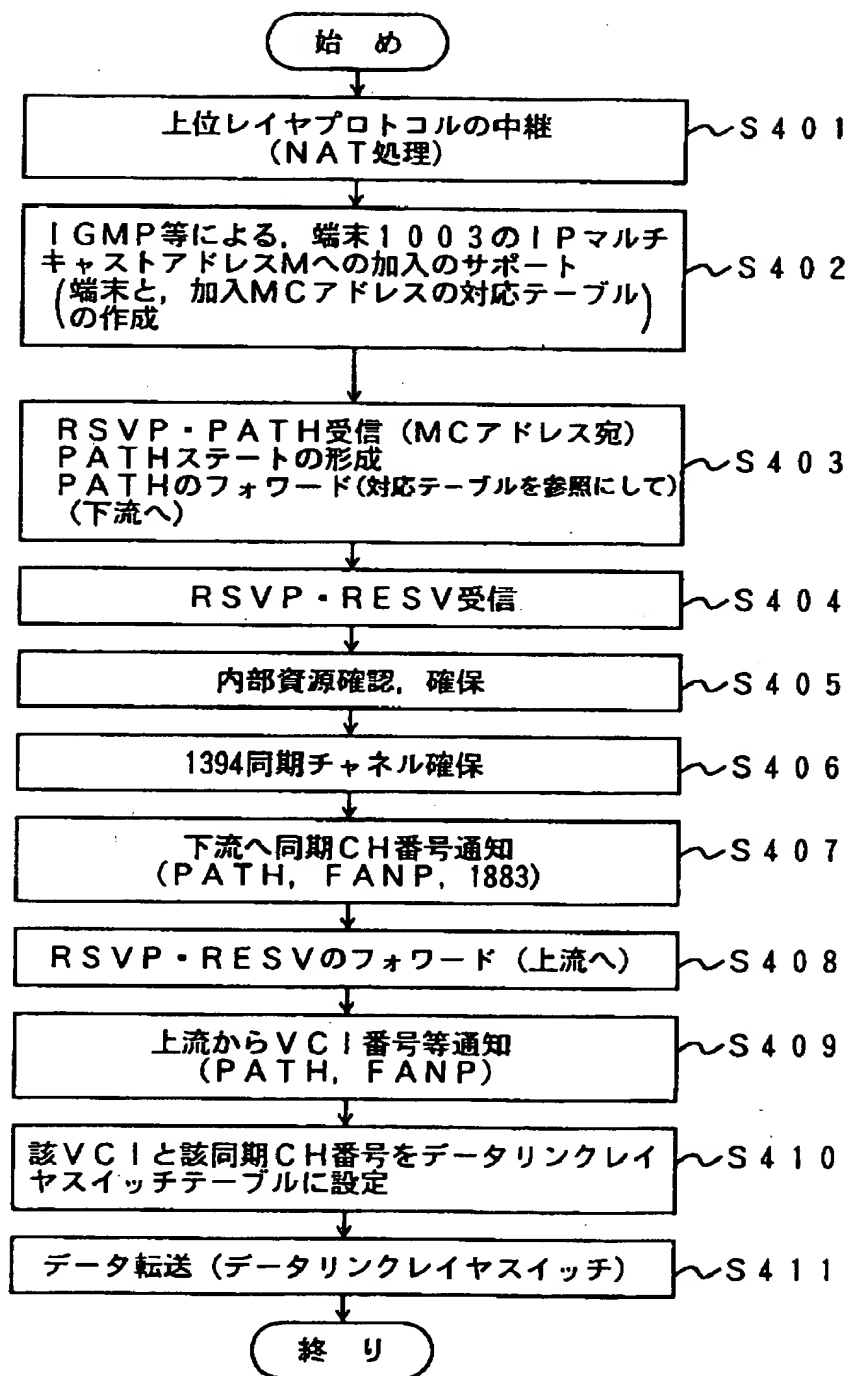 始 め
上位レイヤプロトコルの中継
(NAT処理)
S401
IGMP等による,端末1003のIPマルチ
キャストアドレスMへの加入のサポート
(端末と,加入MCアドレスの対応テーブル
の作成)
S402
RSVP・PATH受信(MCアドレス宛)
PATHステートの形成
PATHのフォワード(対応テーブルを参照にして)
(下流へ)
S403
RSVP・RESV受信
S404
内部資源確認,確保
S405
1394同期チャネル確保
S406
下流へ同期CH番号通知
(PATH,FANP,1883)
S407
RSVP・RESVのフォワード(上流へ)
S408
上流からVCI番号等通知
(PATH,FANP)
S409
該VCIと該同期CH番号をデータリンクレイ
ヤスイッチテーブルに設定
S410
データ転送(データリンクレイヤスイッチ)
S411
終 り